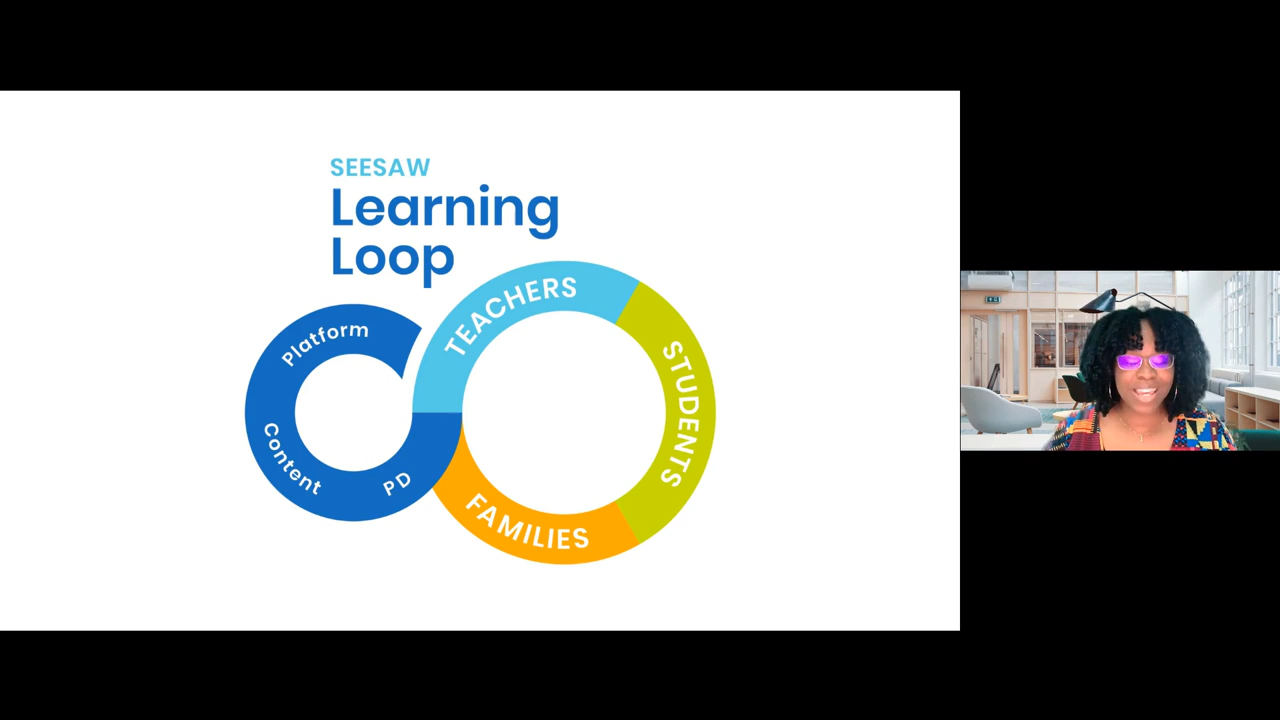 SEESAW
Learning
Loop
Platform
Content
PD
TEACHERS
STUDENTS
FAMILIES